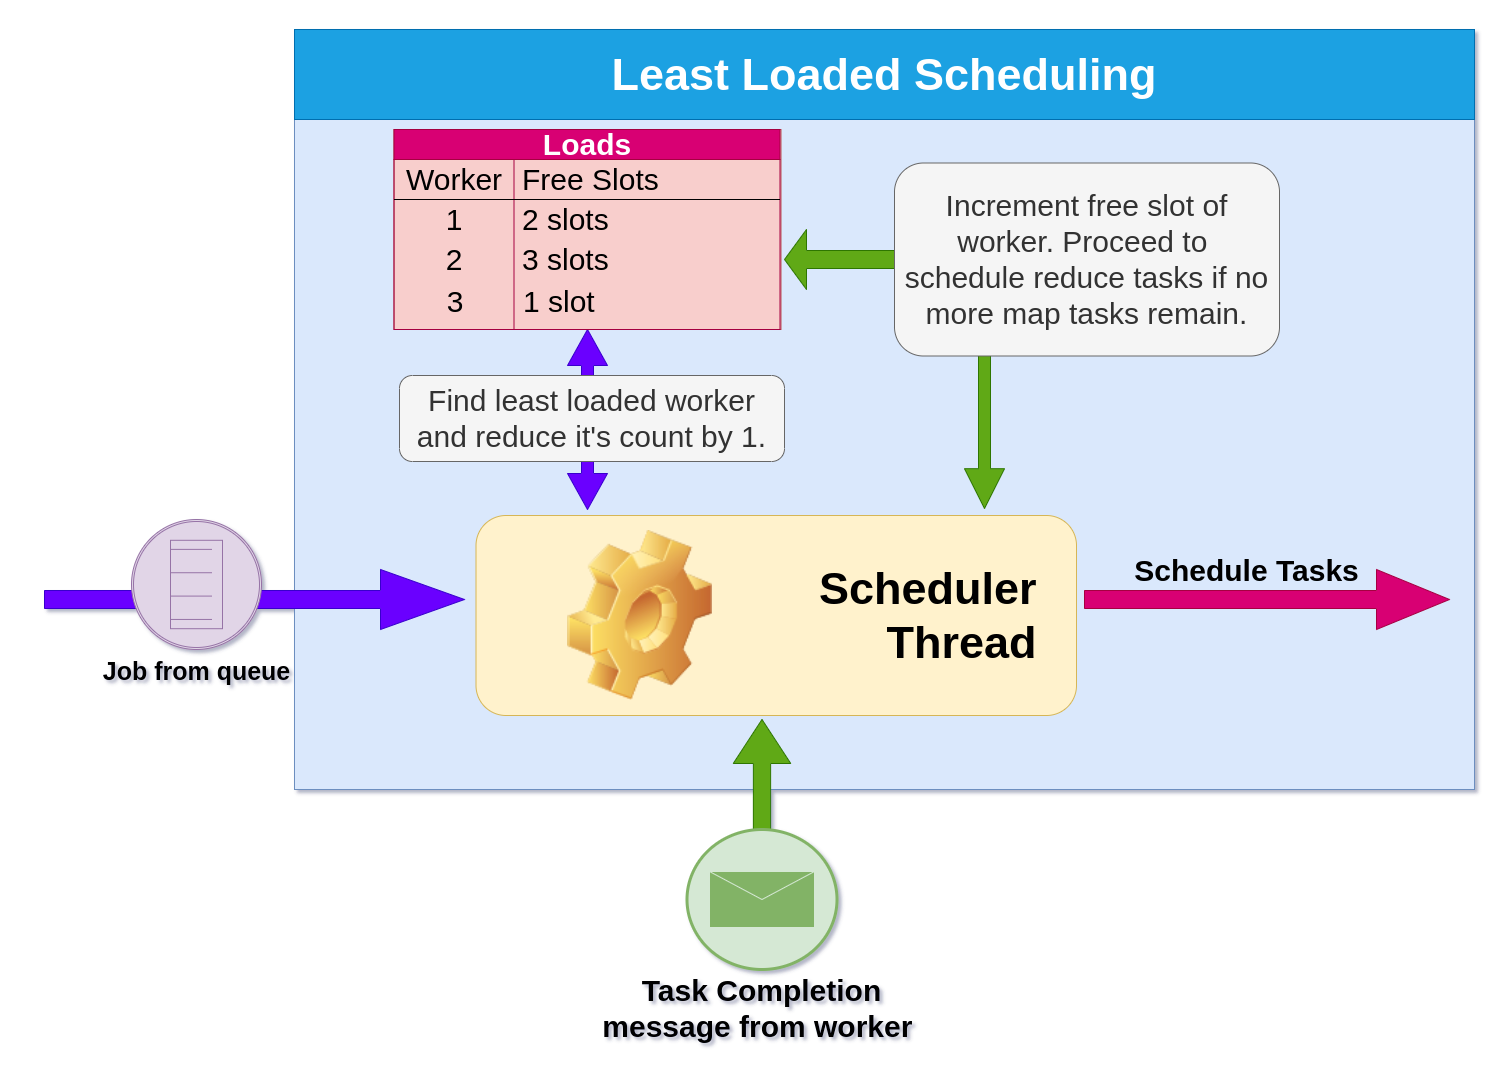 Least Loaded Scheduling
Loads
Worker Free Slots
1 2 slots
2 3 slots
3 1 slot
Increment free slot of
worker. Proceed to
schedule reduce tasks if no
more map tasks remain.
Find least loaded worker
and reduce it's count by 1.
Job from queue
Scheduler
Thread
Schedule Tasks
Task Completion
message from worker